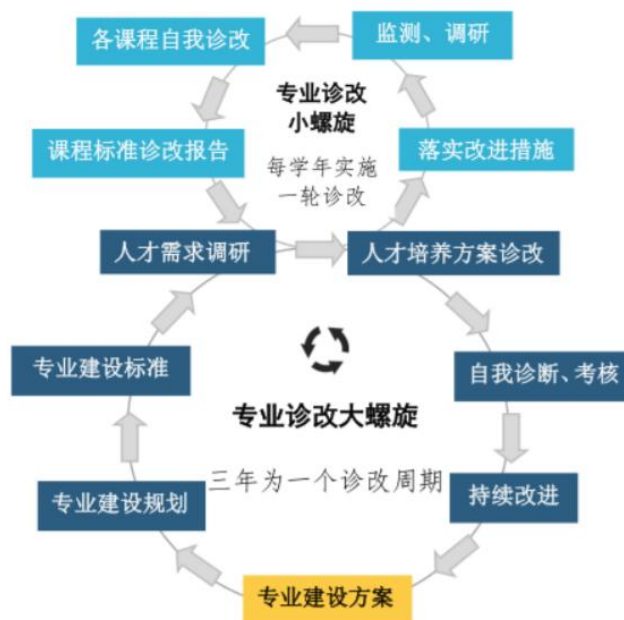 各课程自我诊改
监测、调研
专业诊改
小螺旋
课程标准诊改报告
每学年实施
一轮诊改
落实改进措施
人才需求调研
人才培养方案诊改
专业建设标准
自我诊断、考核
专业诊改大螺旋
三年为一个诊改周期
专业建设规划
持续改进
专业建设方案